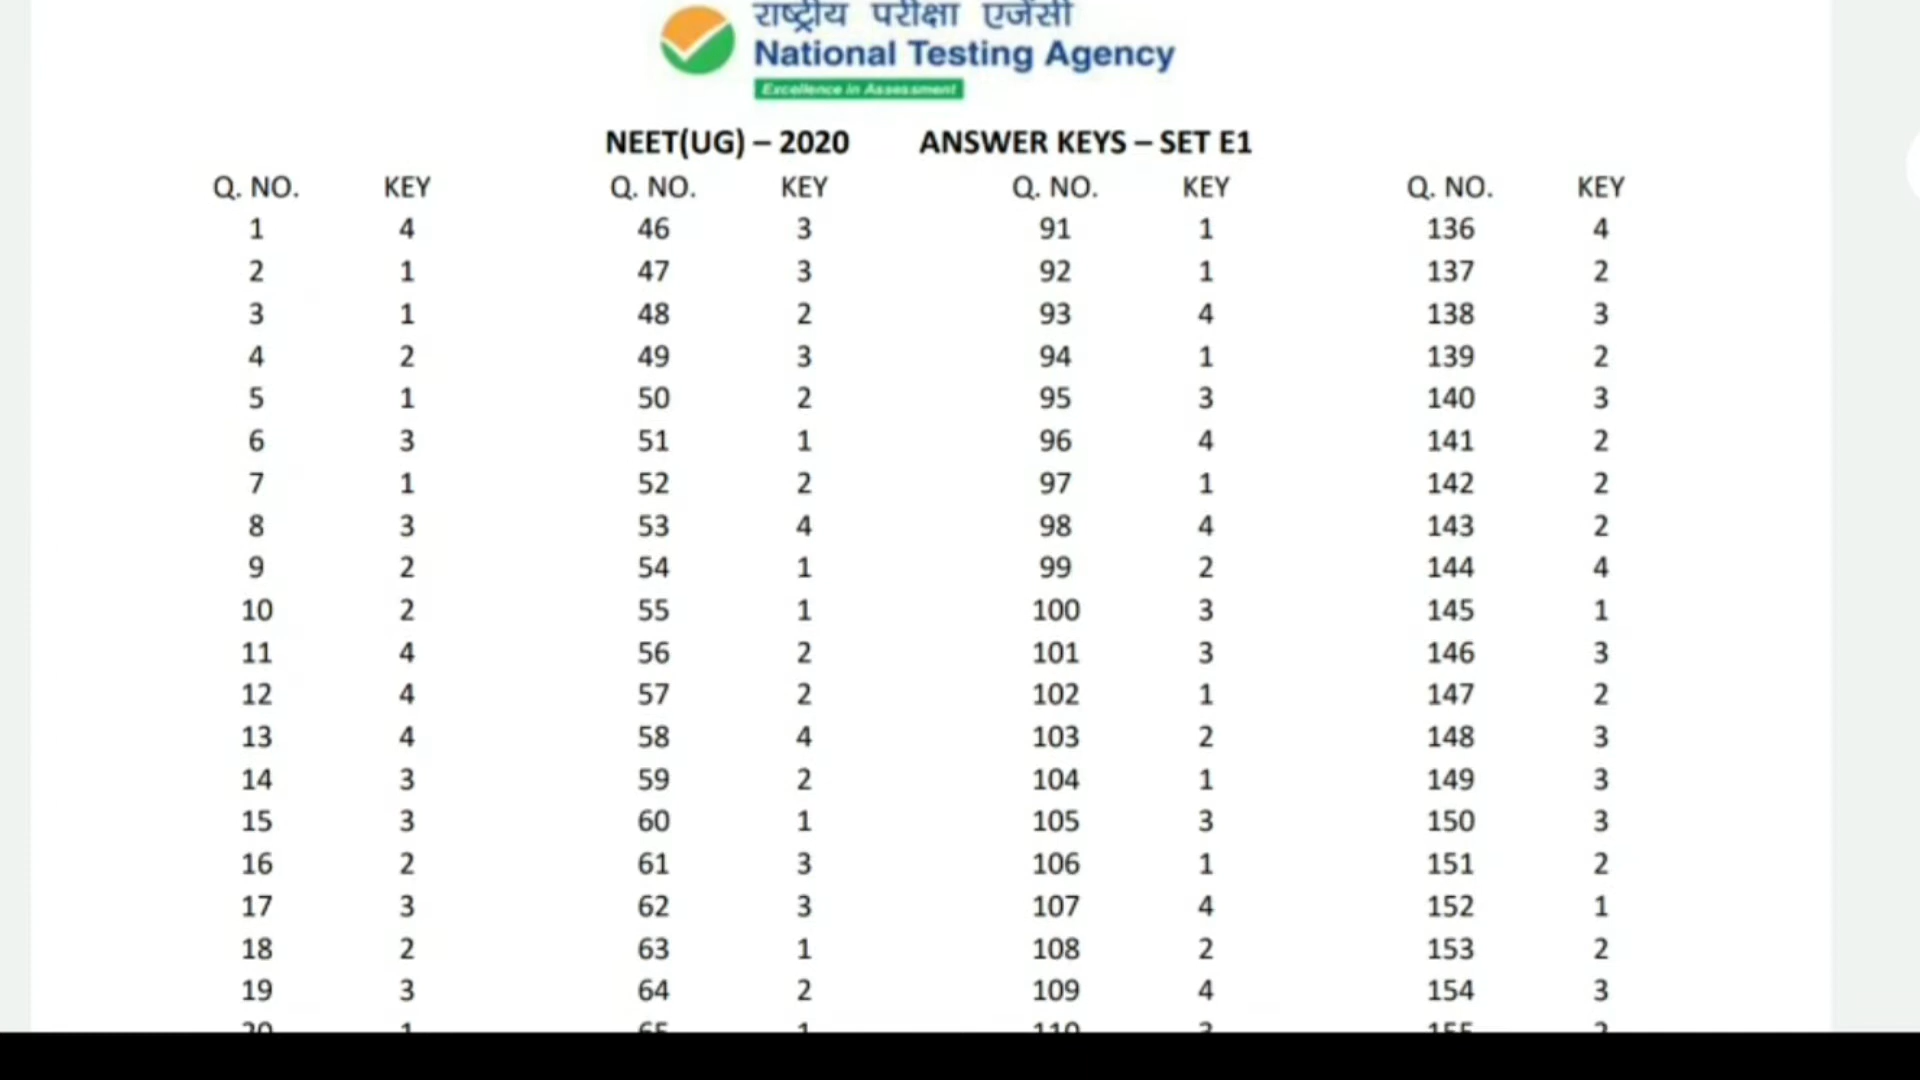 राष्ट्रीय परीक्षा एजेंसी
National Testing Agency
Excellence in Assessment
NEET(UG) – 2020 ANSWER KEYS – SET E1
Q. NO. KEY Q. NO. KEY Q. NO. KEY Q. NO. KEY
1 4 46 3 91 1 136 4
2 1 47 3 92 1 137 2
3 1 48 2 93 4 138 3
4 2 49 3 94 1 139 2
5 1 50 2 95 3 140 3
6 3 51 1 96 4 141 2
7 1 52 2 97 1 142 2
8 3 53 4 98 4 143 2
9 2 54 1 99 2 144 4
10 2 55 1 100 3 145 1
11 4 56 2 101 3 146 3
12 4 57 2 102 1 147 2
13 4 58 4 103 2 148 3
14 3 59 2 104 1 149 3
15 3 60 1 105 3 150 3
16 2 61 3 106 1 151 2
17 3 62 3 107 4 152 1
18 2 63 1 108 2 153 2
19 3 64 2 109 4 154 3
20 1 65 1 110 155